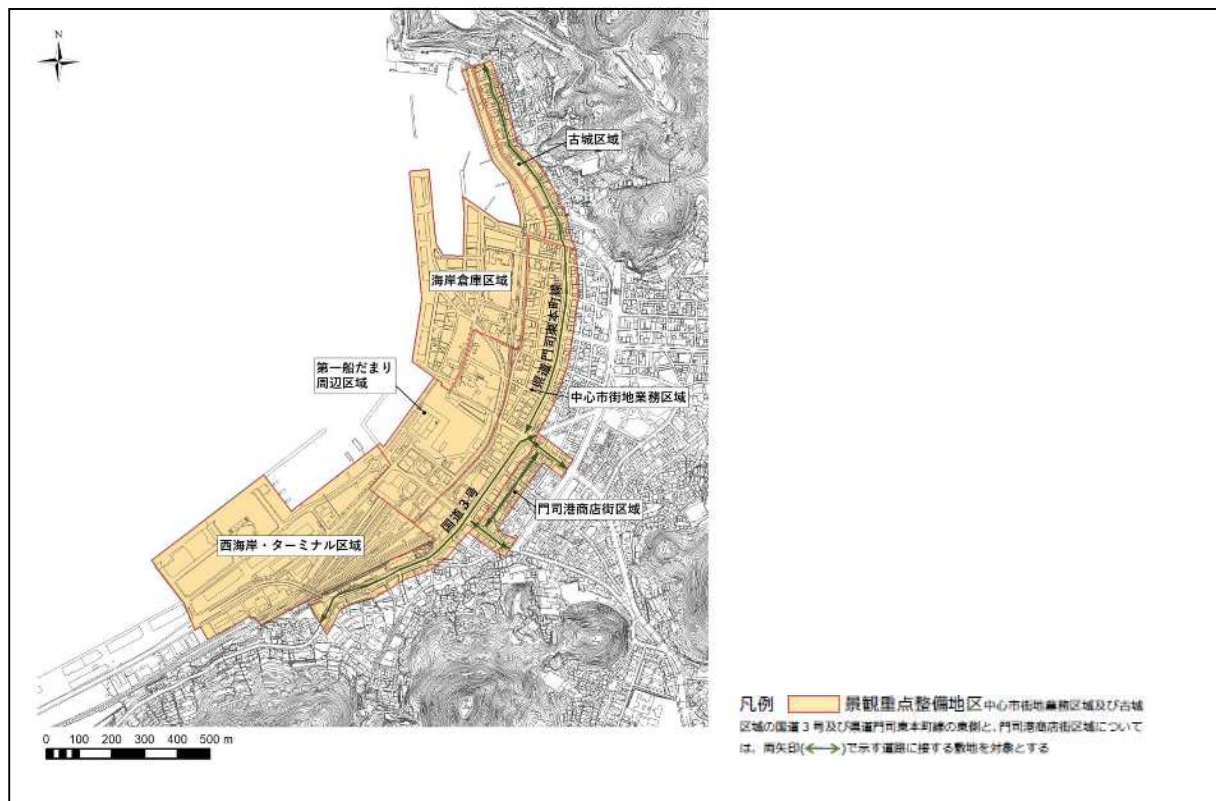 N
古城区域
海岸倉庫区域
県道門司東本町線
第一船だまり
周辺区域
中心市街地業務区域
国道3号
門司港商店街区域
西海岸・ターミナル区域
0 100 200 300 400 500 m
凡例 景観重点整備地区中心市街地業務区域及び古城
区域の国道3号及び県道門司東本町線の東側と、門司港商店街区域につい
ては、両矢印(⟷)で示す道路に接する敷地を対象とする